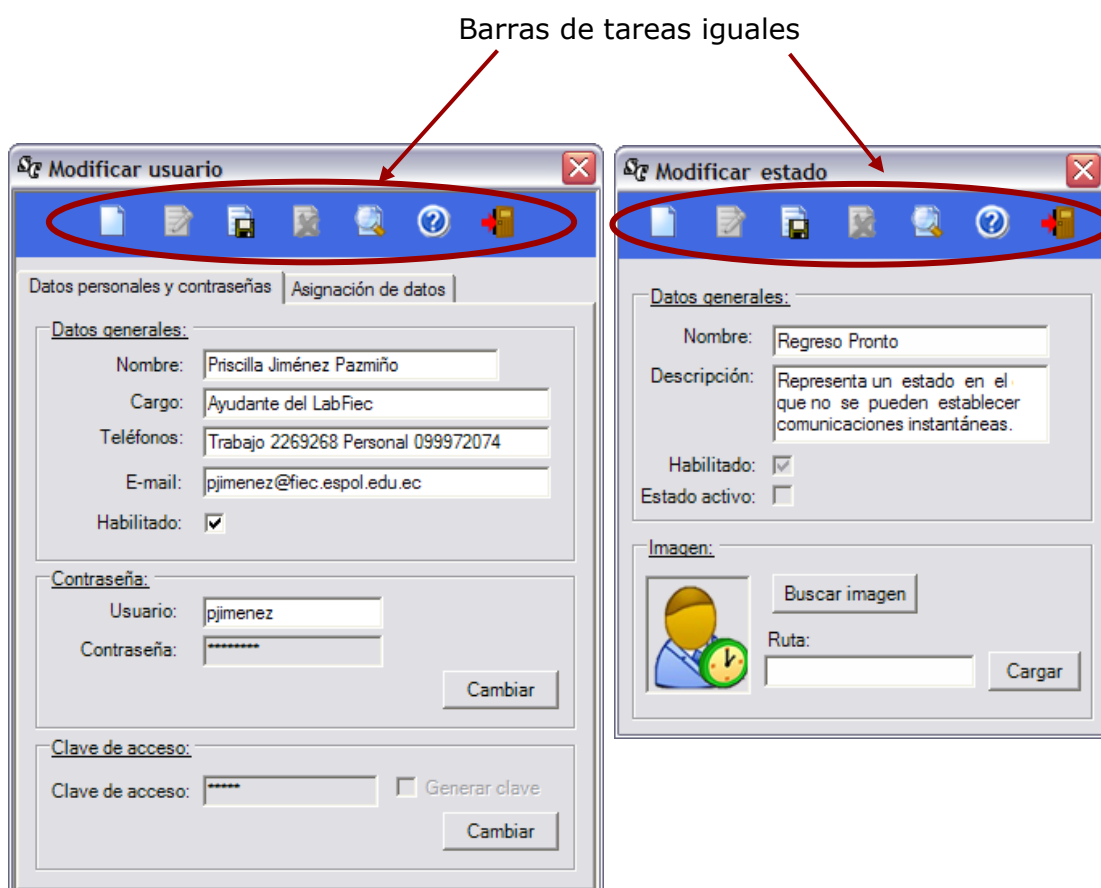 Barras de tareas iguales
Modificar usuario
Datos personales y contraseñas
Asignación de datos
Datos generales:
Nombre: Priscilla Jiménez Pazmiño
Cargo: Ayudante del LabFiec
Teléfonos: Trabajo 2269268 Personal 099972074
E-mail: pjimenez@fiec.espol.edu.ec
Habilitado:
Contraseña:
Usuario: pjimenez
Contraseña: ********
Cambiar
Clave de acceso:
Clave de acceso: *****
Generar clave
Cambiar
Modificar estado
Datos generales:
Nombre: Regreso Pronto
Descripción: Representa un estado en el
que no se pueden establecer
comunicaciones instantáneas.
Habilitado:
Estado activo:
Imagen:
Buscar imagen
Ruta:
Cargar